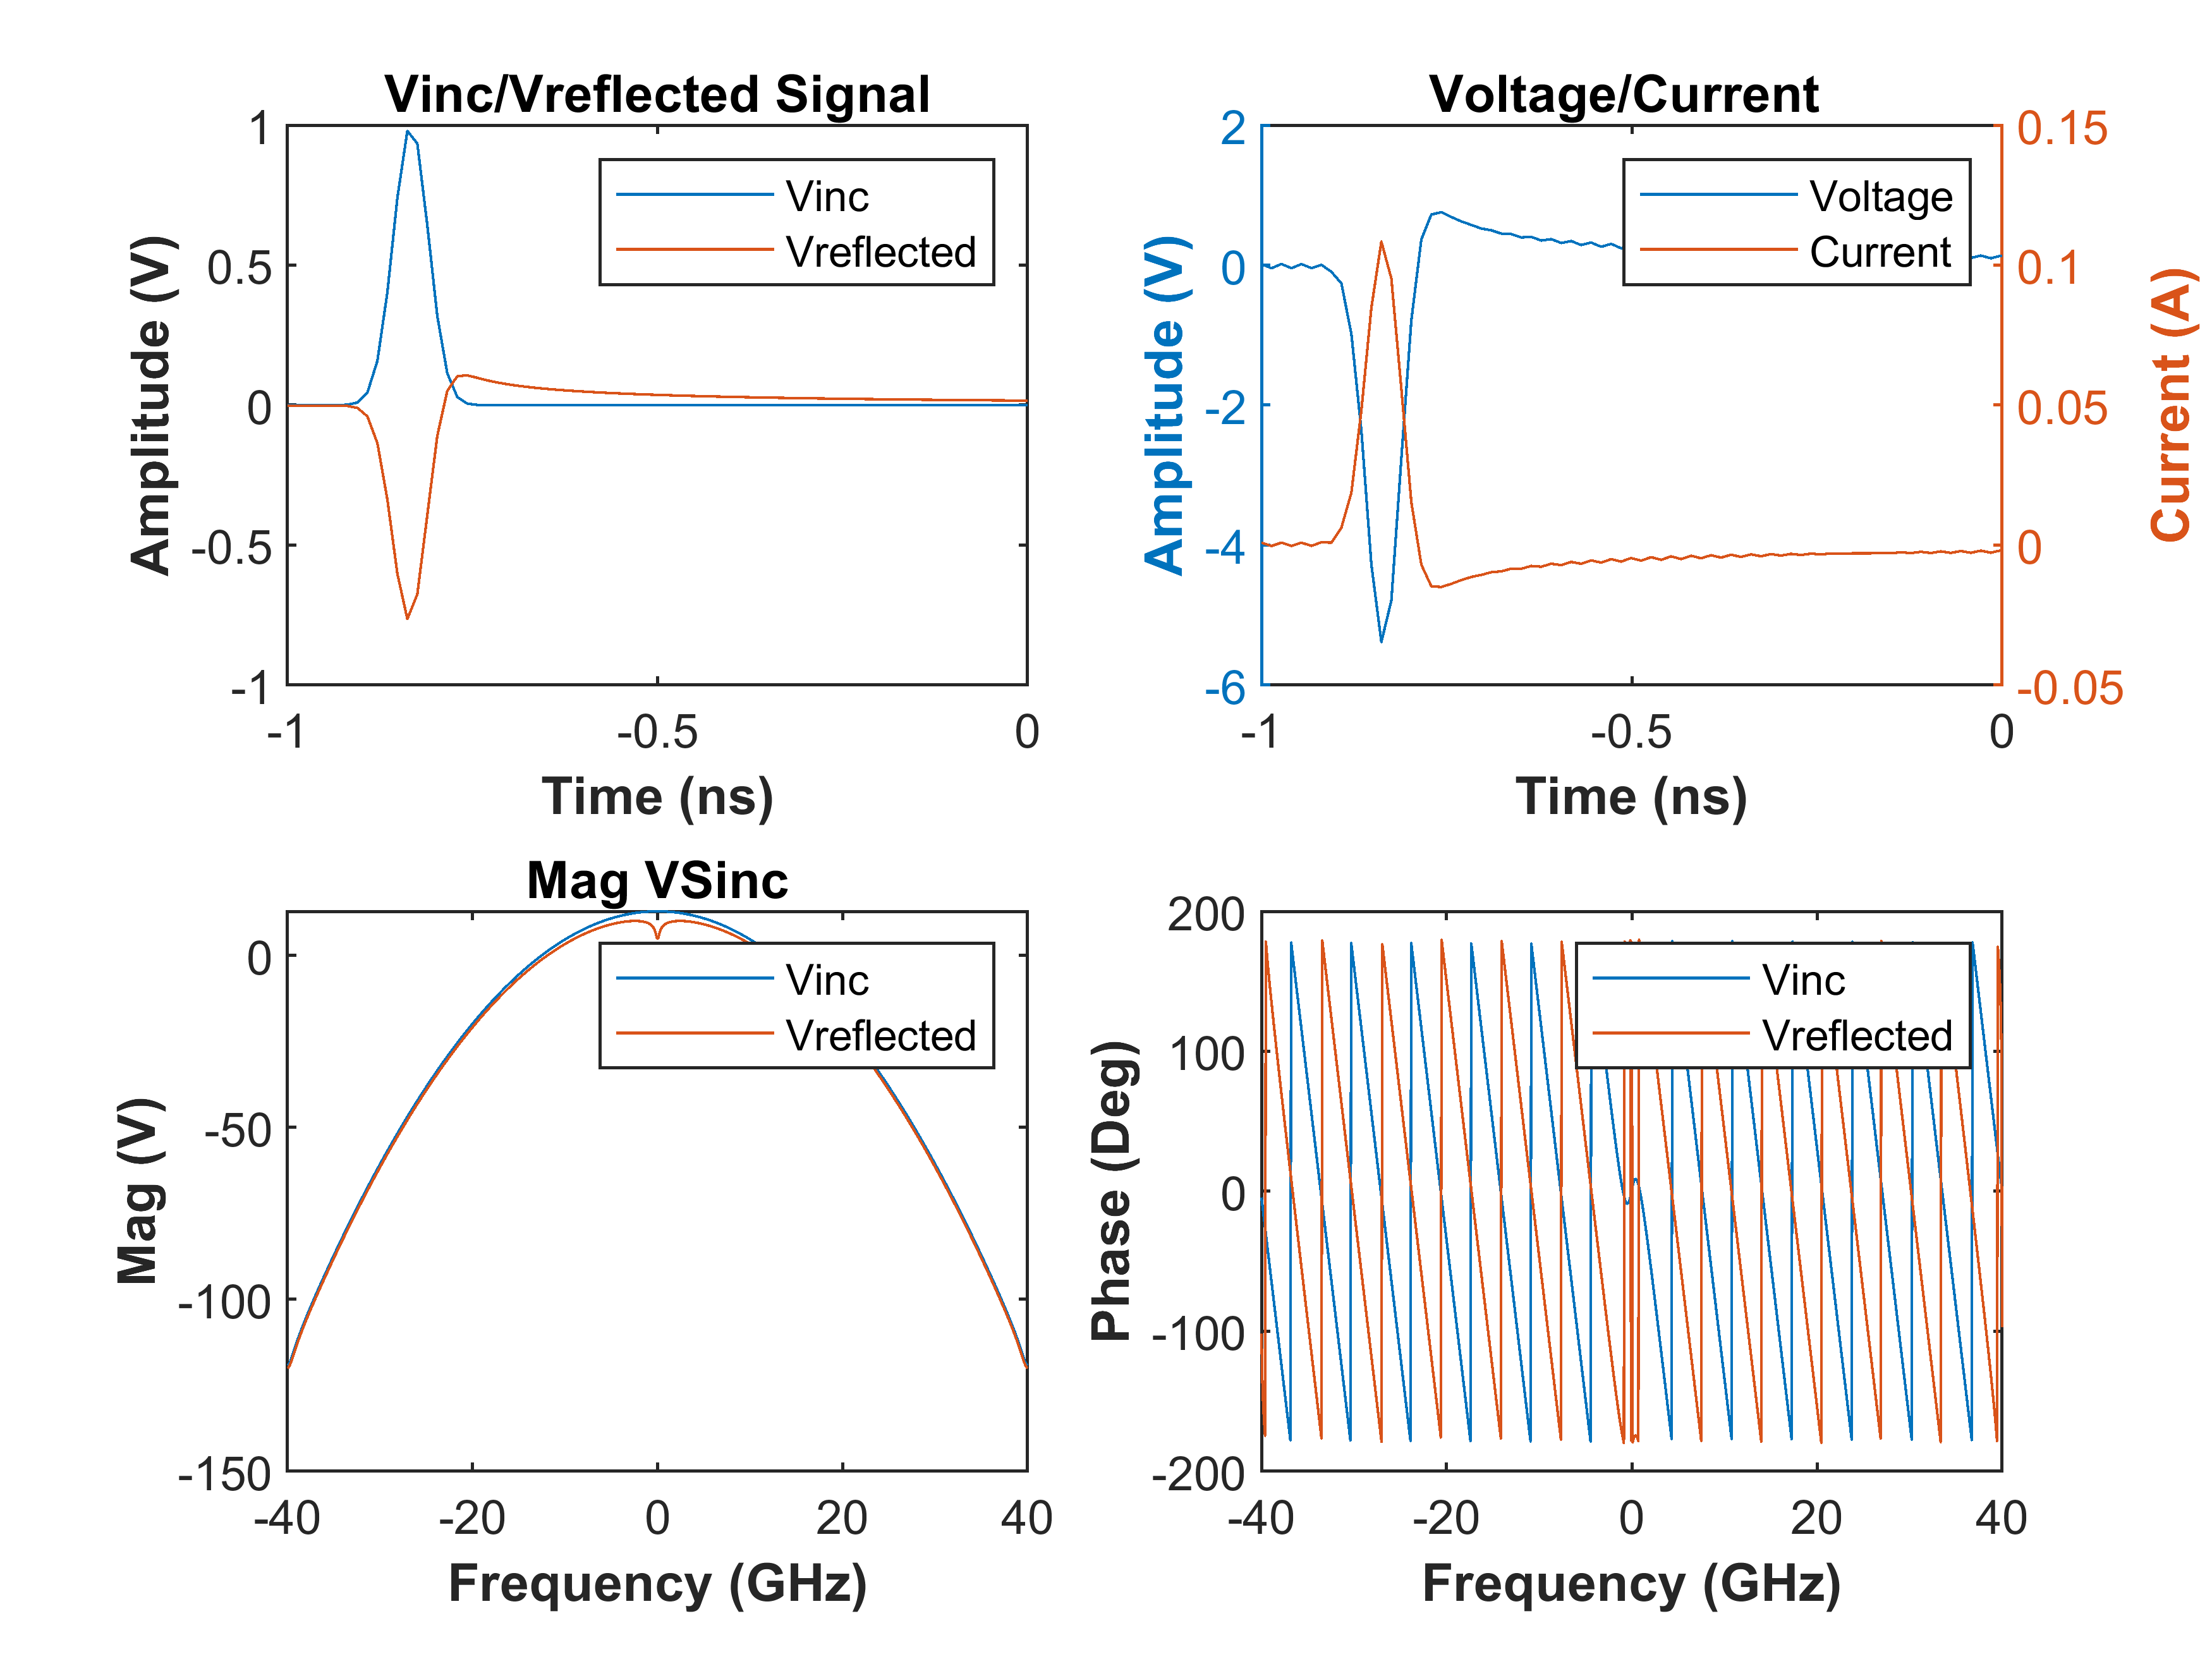 Vinc/Vreflected Signal
Amplitude (V)
1
0.5
0
-0.5
-1
-1
-0.5
0
Time (ns)
Vinc
Vreflected
Voltage/Current
Amplitude (V)
2
0
-2
-4
-6
-1
-0.5
0
Time (ns)
Voltage
Current
0.15
0.1
0.05
0
-0.05
Current (A)
Mag VSinc
Mag (V)
0
-50
-100
-150
-40
-20
0
20
40
Frequency (GHz)
Vinc
Vreflected
Phase (Deg)
200
100
0
-100
-200
-40
-20
0
20
40
Frequency (GHz)
Vinc
Vreflected